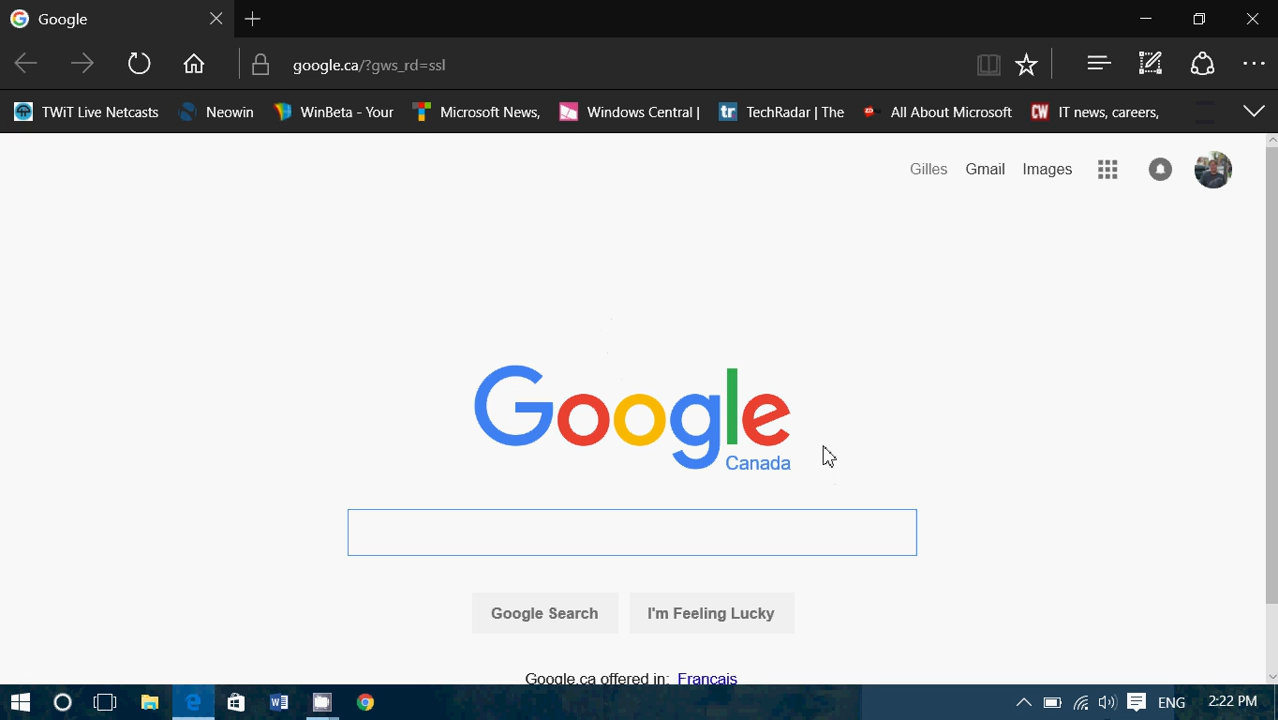 Google
google.ca/?gws_rd=ssl
TWiT Live Netcasts Neowin WinBeta - Your Microsoft News, Windows Central | TechRadar | The All About Microsoft IT news, careers,
Gilles Gmail Images
Google
Canada
Google Search I'm Feeling Lucky
Google.ca offered in: Français
ENG 2:22 PM